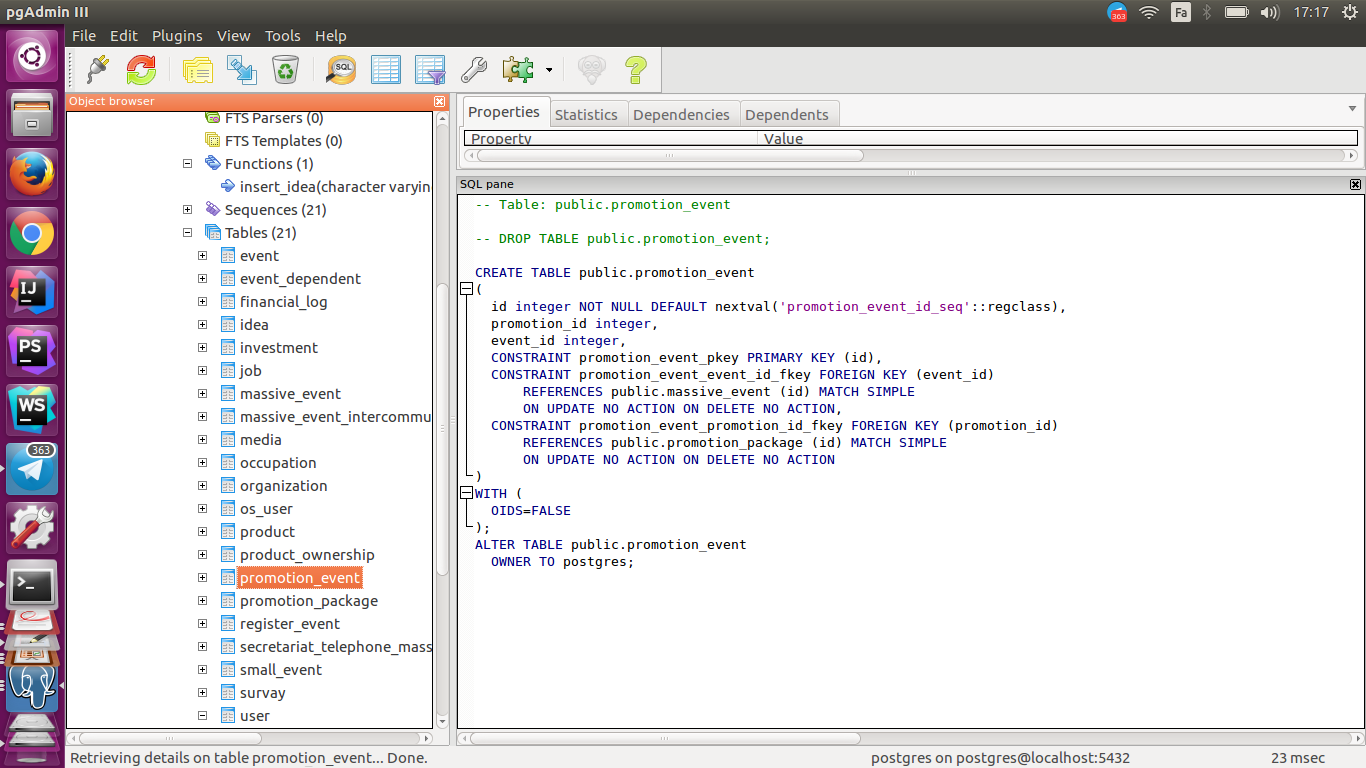 pgAdmin III
363
Fa
17:17
File Edit Plugins View Tools Help
SQL
Object browser
FTS Parsers (0)
FTS Templates (0)
Functions (1)
insert_idea(character varyin
Sequences (21)
Tables (21)
event
event_dependent
financial_log
idea
investment
job
massive_event
massive_event_intercommu
media
occupation
organization
os_user
product
product_ownership
promotion_event
promotion_package
register_event
secretariat_telephone_mass
small_event
survay
user
Properties Statistics Dependencies Dependents
Property Value
SQL pane
-- Table: public.promotion_event
-- DROP TABLE public.promotion_event;
CREATE TABLE public.promotion_event
(
id integer NOT NULL DEFAULT nextval('promotion_event_id_seq'::regclass),
promotion_id integer,
event_id integer,
CONSTRAINT promotion_event_pkey PRIMARY KEY (id),
CONSTRAINT promotion_event_event_id_fkey FOREIGN KEY (event_id)
REFERENCES public.massive_event (id) MATCH SIMPLE
ON UPDATE NO ACTION ON DELETE NO ACTION,
CONSTRAINT promotion_event_promotion_id_fkey FOREIGN KEY (promotion_id)
REFERENCES public.promotion_package (id) MATCH SIMPLE
ON UPDATE NO ACTION ON DELETE NO ACTION
)
WITH (
OIDS=FALSE
);
ALTER TABLE public.promotion_event
OWNER TO postgres;
IJ
PS
WS
363
Retrieving details on table promotion_event... Done.
postgres on postgres@localhost:5432
23 msec